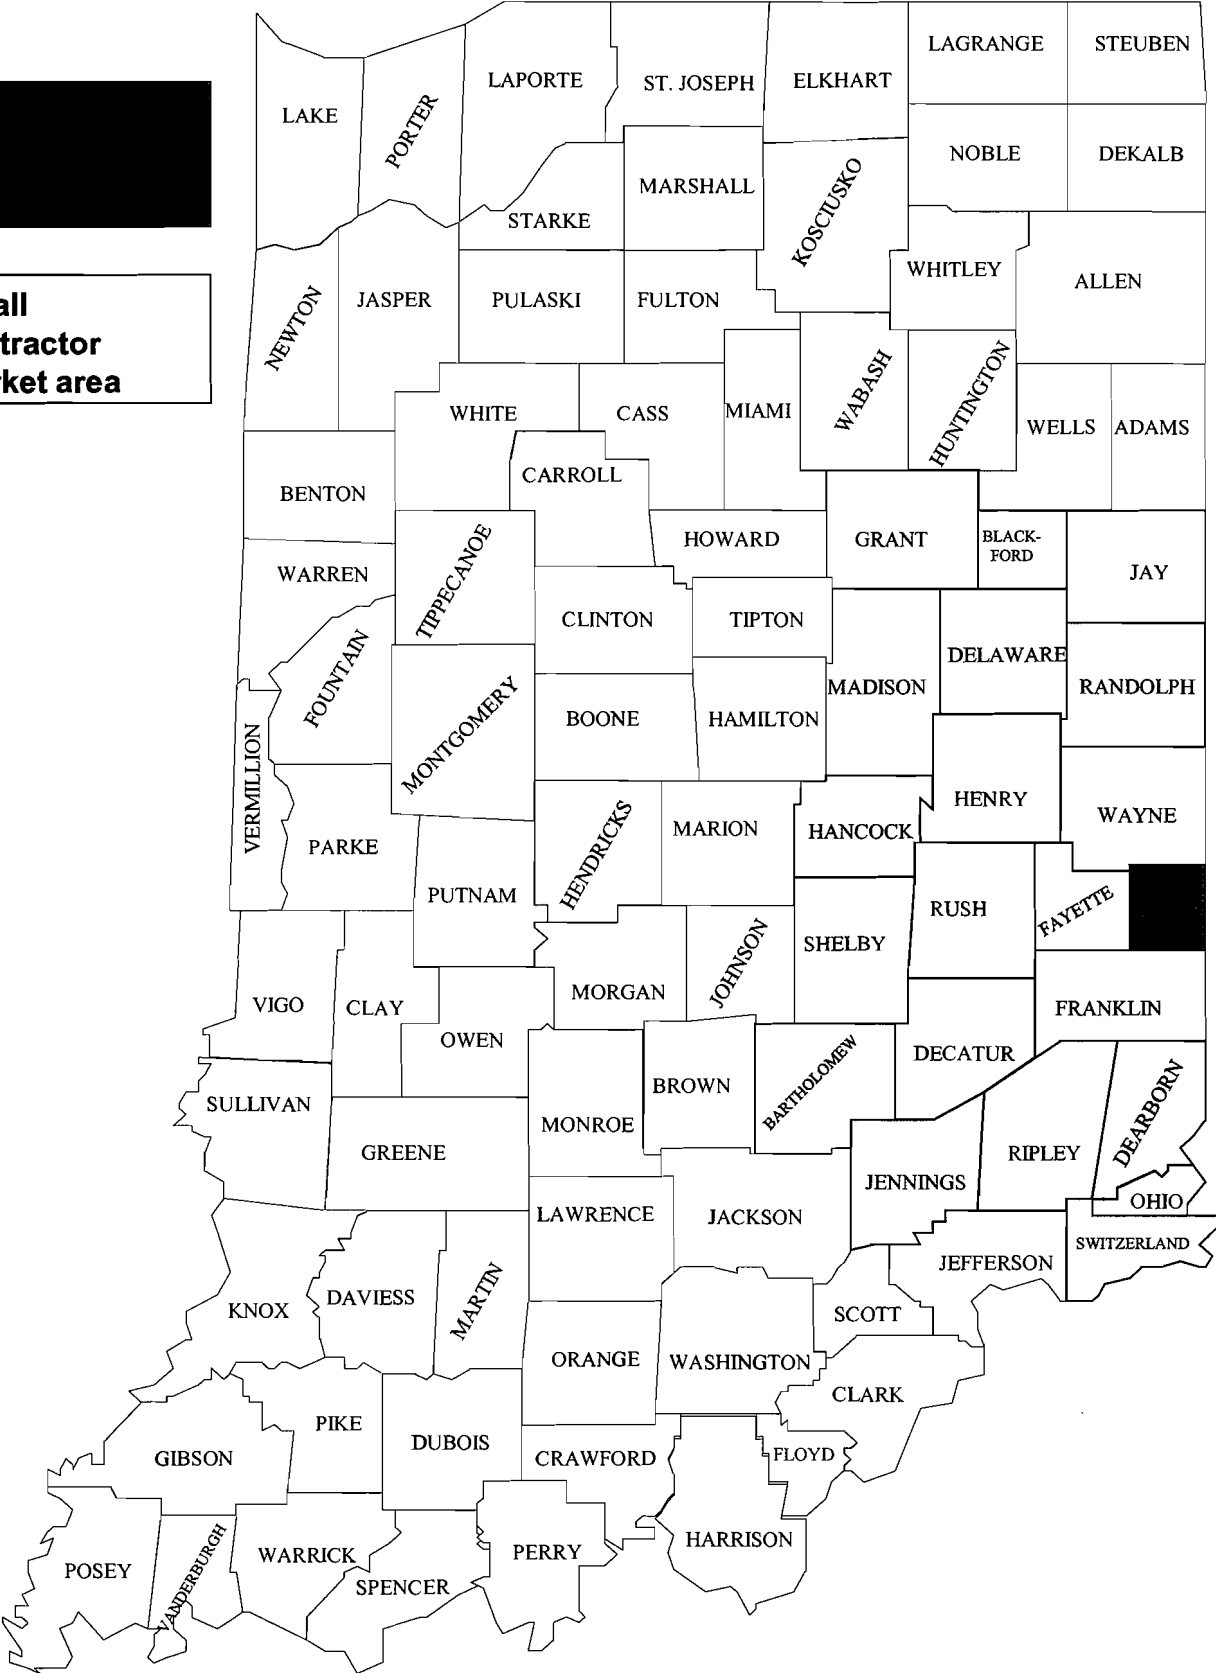 LAGRANGE
STEUBEN
LAPORTE
ST. JOSEPH
ELKHART
LAKE
PORTER
NOBLE
DEKALB
MARSHALL
KOSCIUSKO
STARKE
WHITLEY
ALLEN
all
tractor
ket area
NEWTON
JASPER
PULASKI
FULTON
WHITE
CASS
MIAMI
WABASH
HUNTINGTON
WELLS
ADAMS
CARROLL
BENTON
HOWARD
GRANT
BLACK-
FORD
JAY
WARREN
TIPPECANOE
CLINTON
TIPTON
DELAWARE
FOUNTAIN
MADISON
RANDOLPH
MONTGOMERY
BOONE
HAMILTON
VERMILLION
HENRY
WAYNE
PARKE
HENDRICKS
MARION
HANCOCK
PUTNAM
RUSH
FAYETTE
JOHNSON
SHELBY
VIGO
CLAY
MORGAN
FRANKLIN
OWEN
DECATUR
SULLIVAN
BROWN
BARTHOLOMEW
DEARBORN
MONROE
GREENE
RIPLEY
JENNINGS
OHIO
LAWRENCE
JACKSON
SWITZERLAND
JEFFERSON
KNOX
DAVIESS
MARTIN
SCOTT
ORANGE
WASHINGTON
CLARK
PIKE
DUBOIS
GIBSON
CRAWFORD
FLOYD
HARRISON
POSEY
VANDERBURGH
WARRICK
PERRY
SPENCER